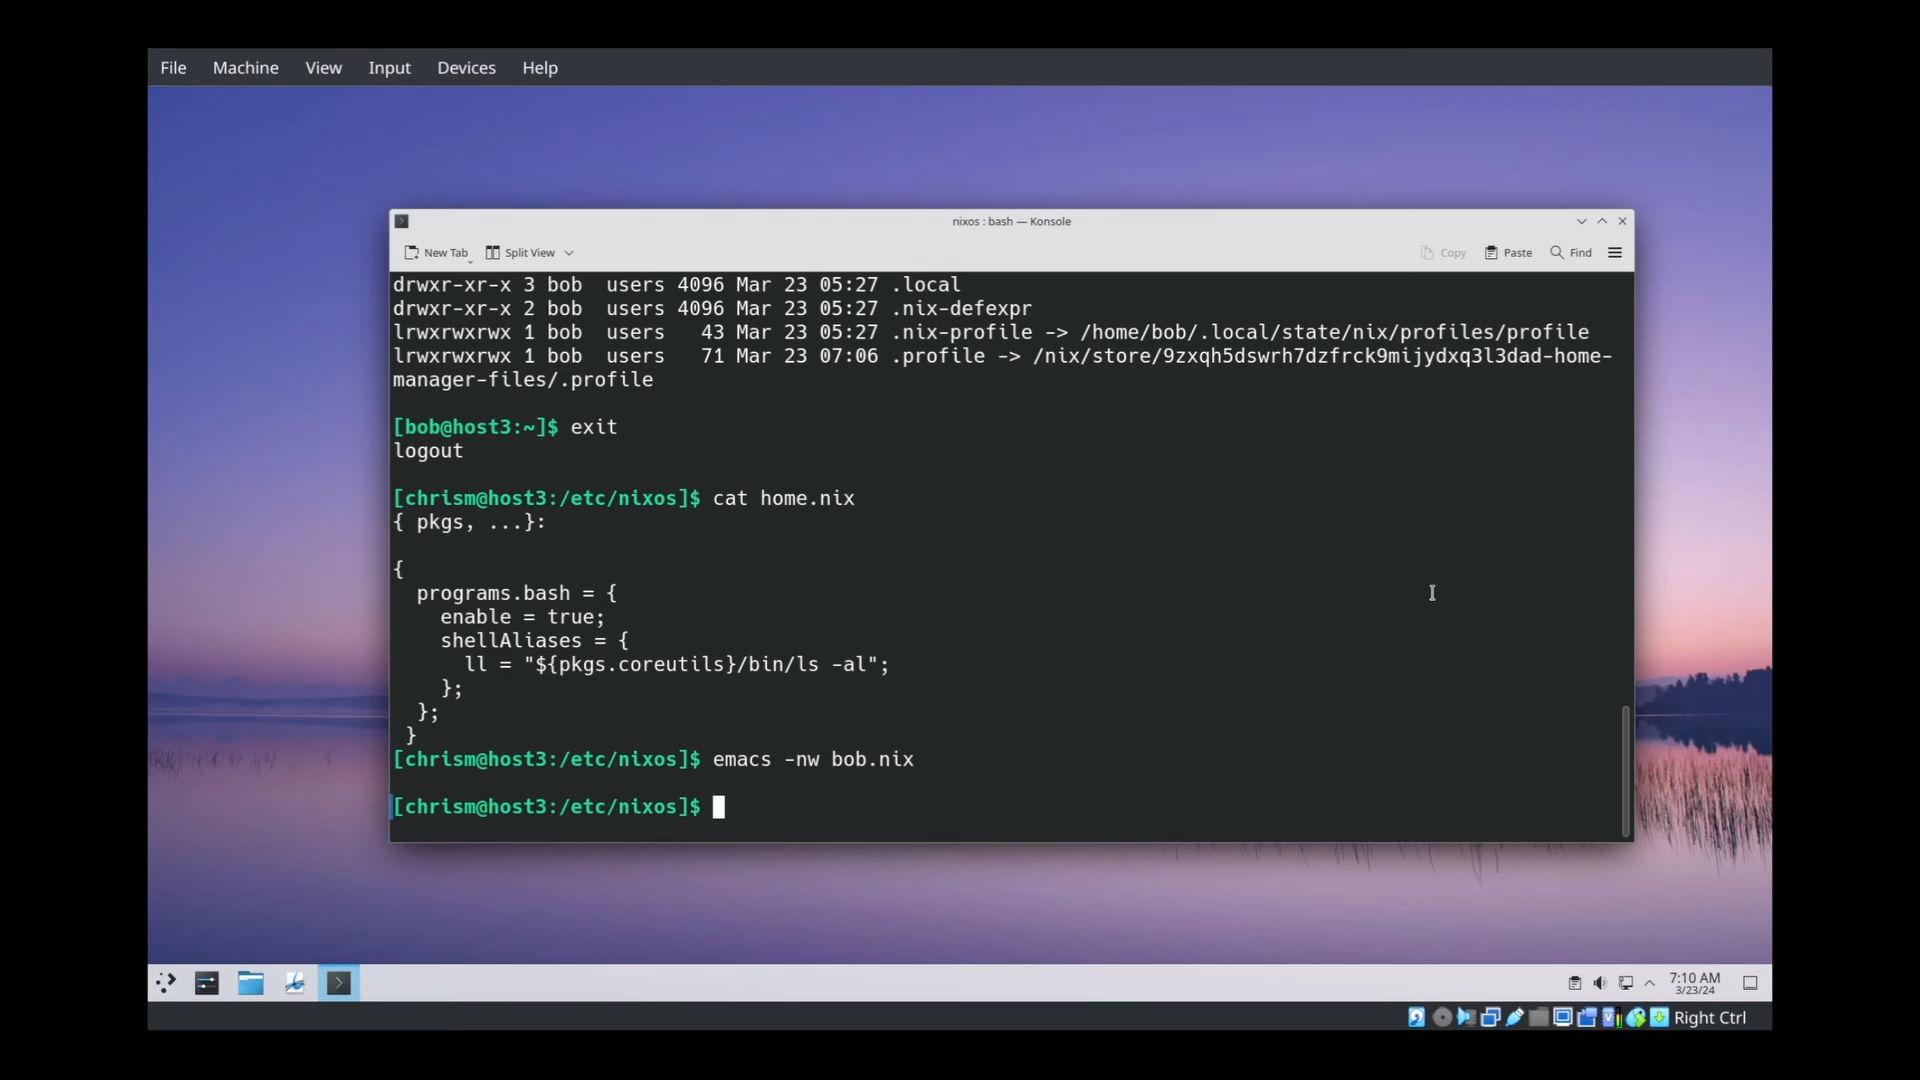 File Machine View Input Devices Help
nixos : bash — Konsole
New Tab Split View Copy Paste Find
drwxr-xr-x 3 bob  users 4096 Mar 23 05:27 .local
drwxr-xr-x 2 bob  users 4096 Mar 23 05:27 .nix-defexpr
lrwxrwxrwx 1 bob  users   43 Mar 23 05:27 .nix-profile -> /home/bob/.local/state/nix/profiles/profile
lrwxrwxrwx 1 bob  users   71 Mar 23 07:06 .profile -> /nix/store/9zxqh5dswrh7dzfrck9mijydxq3l3dad-home-
manager-files/.profile
[bob@host3:~]$ exit
logout
[chrism@host3:/etc/nixos]$ cat home.nix
{ pkgs, ...}:
{
  programs.bash = {
    enable = true;
    shellAliases = {
      ll = "${pkgs.coreutils}/bin/ls -al";
    };
  };
 }
[chrism@host3:/etc/nixos]$ emacs -nw bob.nix
[chrism@host3:/etc/nixos]$
7:10 AM
3/23/24
Right Ctrl